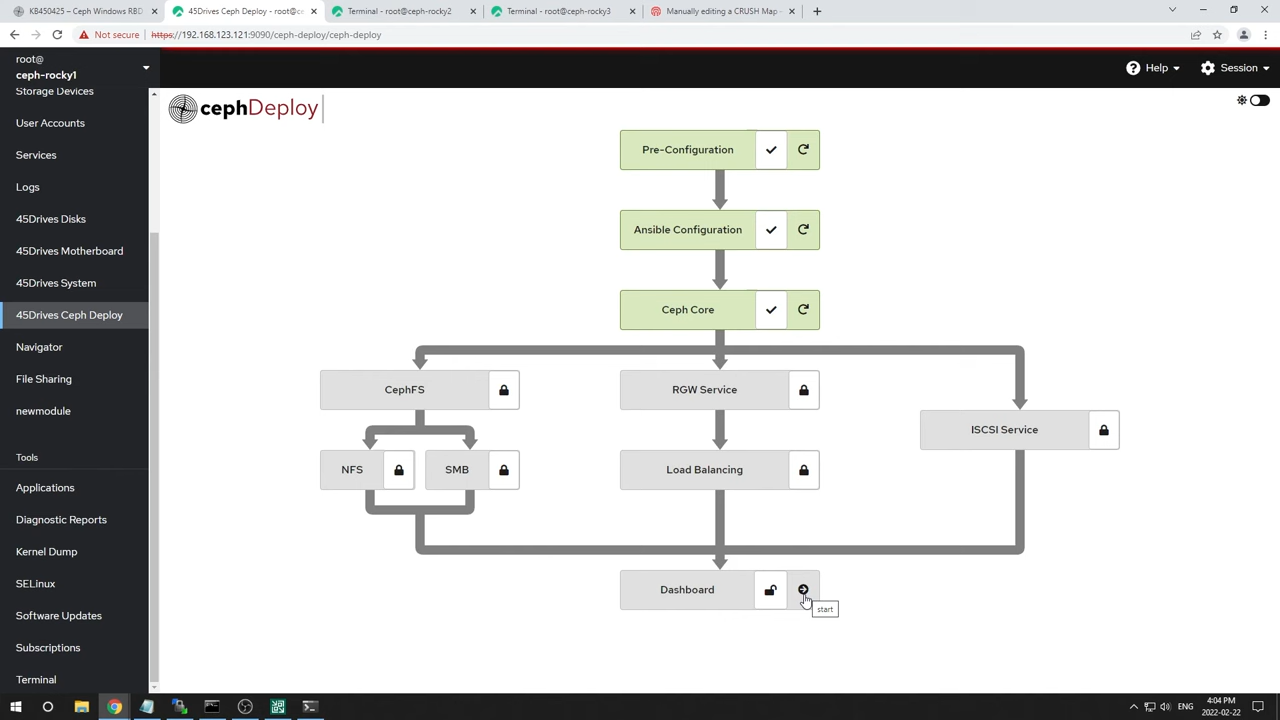 KB450425 – Ceph Windows RBD
45Drives Ceph Deploy - root@ce
Terminal - root@ceph-rocky2
Terminal - root@ceph-rocky3
Manually editing a CRUSH Map -
Not secure
https://192.168.123.121:9090/ceph-deploy/ceph-deploy
root@
ceph-rocky1
Help
Session
Storage Devices
User Accounts
Services
Logs
45Drives Disks
45Drives Motherboard
45Drives System
45Drives Ceph Deploy
Navigator
File Sharing
newmodule
Tools
Applications
Diagnostic Reports
Kernel Dump
SELinux
Software Updates
Subscriptions
Terminal
cephDeploy
Pre-Configuration
Ansible Configuration
Ceph Core
CephFS
RGW Service
ISCSI Service
NFS
SMB
Load Balancing
Dashboard
start
ENG
4:04 PM
2022-02-22